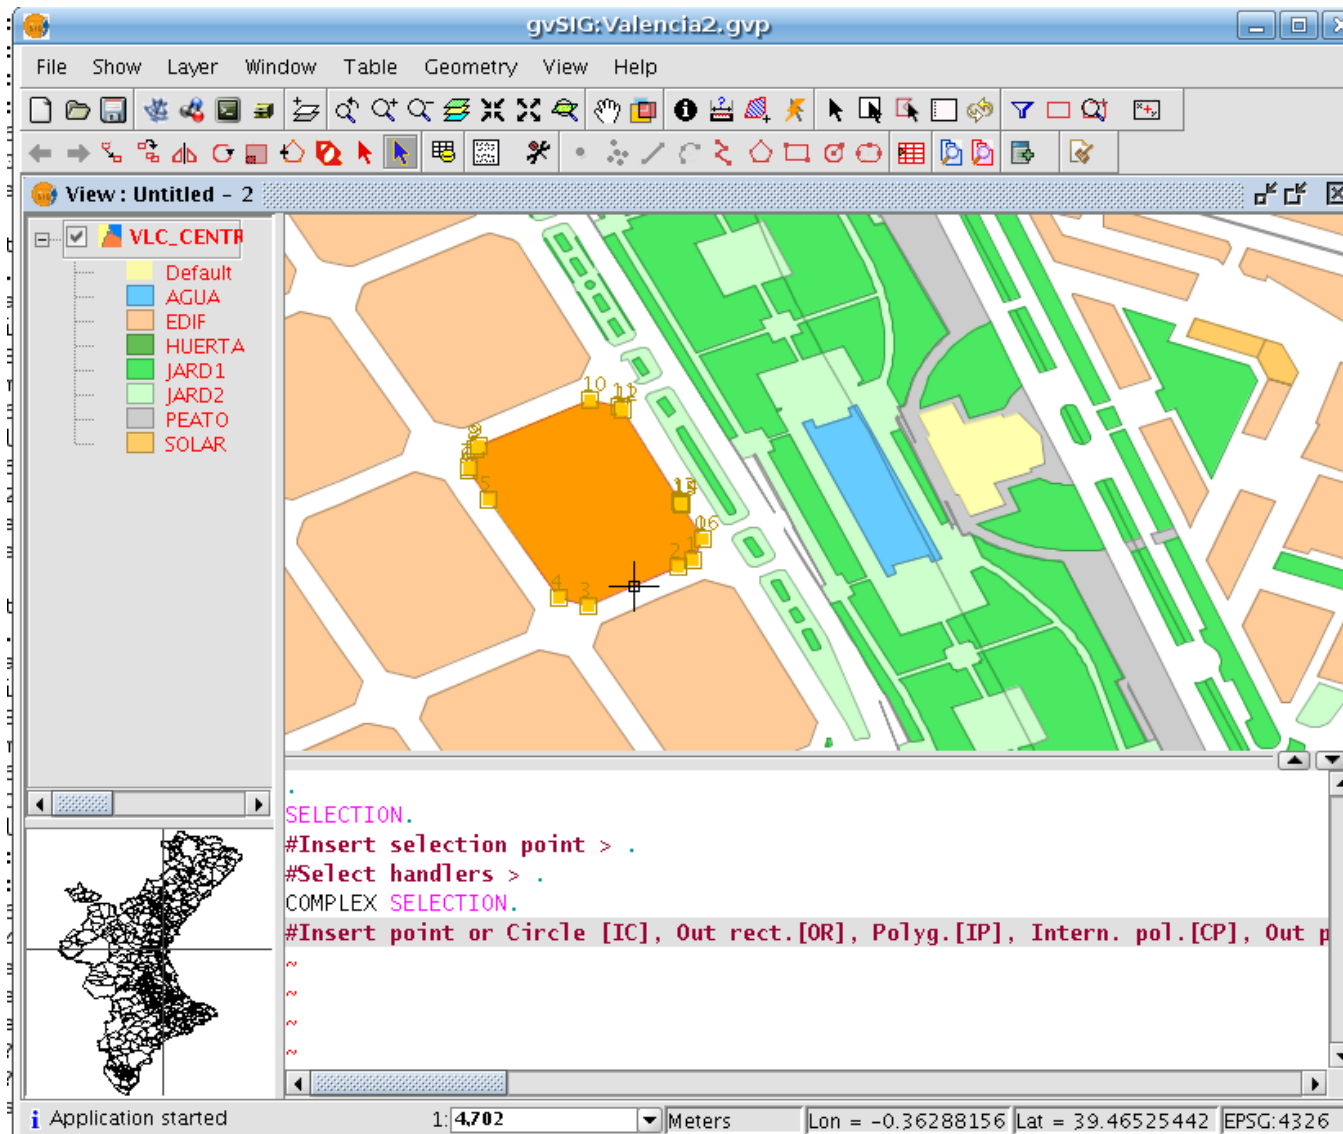 gvSIG:Valencia2.gvp
File Show Layer Window Table Geometry View Help
View : Untitled - 2
VLC_CENTR
Default
AGUA
EDIF
HUERTA
JARD1
JARD2
PEATO
SOLAR
10
9
5
2 1
4 3
.
SELECTION.
#Insert selection point > .
#Select handlers > .
COMPLEX SELECTION.
#Insert point or Circle [IC], Out rect.[OR], Polyg.[IP], Intern. pol.[CP], Out p
~
~
~
~
Application started 1: 4,702 Meters Lon = -0.36288156 Lat = 39.46525442 EPSG:4326